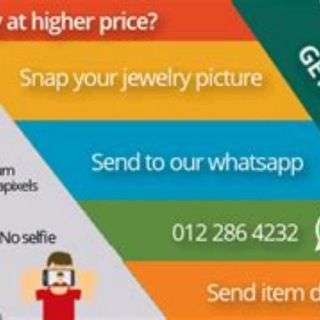 at higher price?
Snap your jewelry picture
Send to our whatsapp
No selfie
012 286 4232
Send item